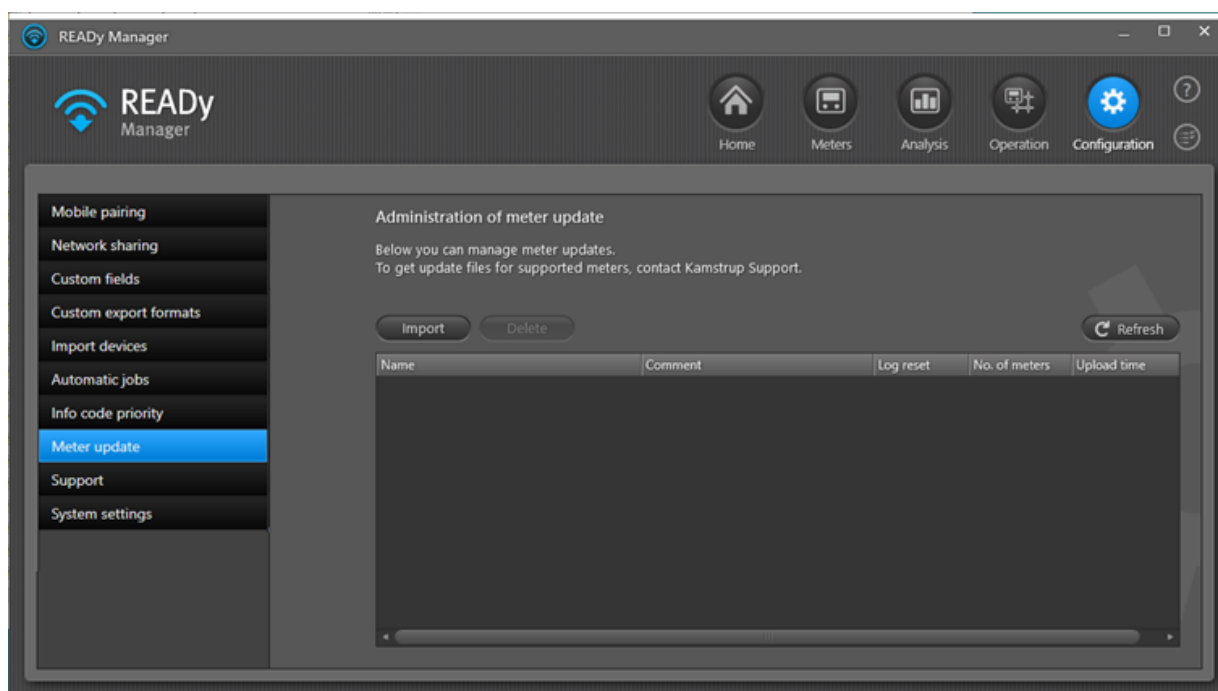 READy Manager
READy
Manager
Home
Meters
Analysis
Operation
Configuration
?
Mobile pairing
Network sharing
Custom fields
Custom export formats
Import devices
Automatic jobs
Info code priority
Meter update
Support
System settings
Administration of meter update
Below you can manage meter updates.
To get update files for supported meters, contact Kamstrup Support.
Import
Delete
Refresh
Name
Comment
Log reset
No. of meters
Upload time